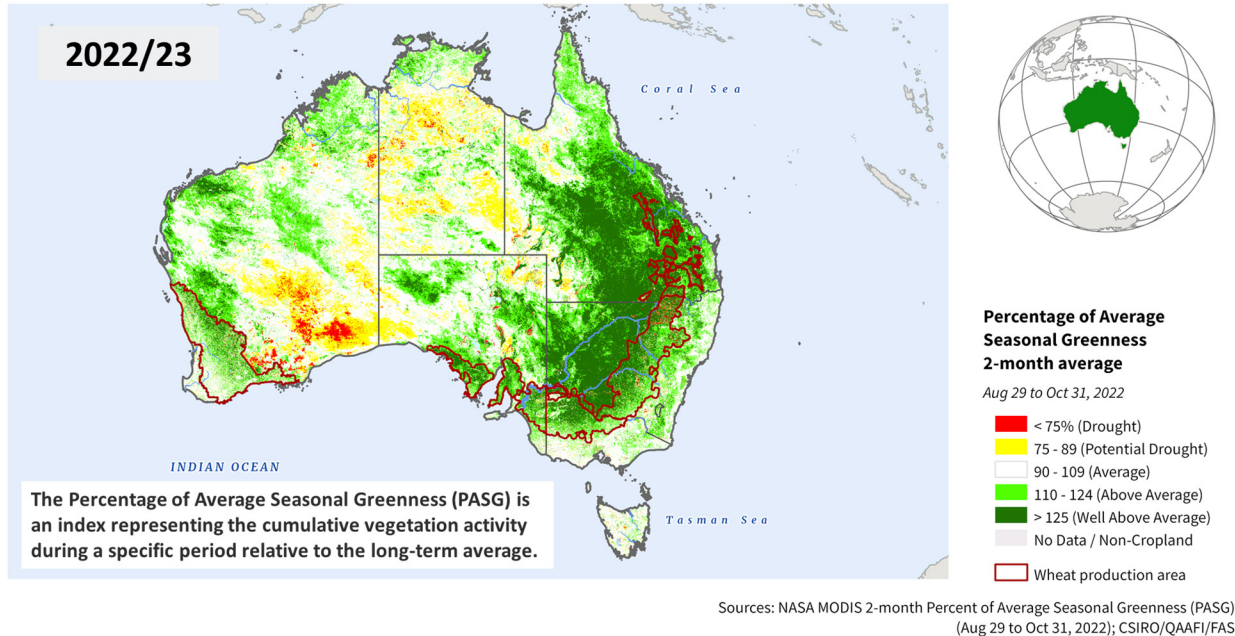 2022/23
Coral Sea
INDIAN OCEAN
Tasman Sea
The Percentage of Average Seasonal Greenness (PASG) is
an index representing the cumulative vegetation activity
during a specific period relative to the long-term average.
Percentage of Average
Seasonal Greenness
2-month average
Aug 29 to Oct 31, 2022
< 75% (Drought)
75 - 89 (Potential Drought)
90 - 109 (Average)
110 - 124 (Above Average)
> 125 (Well Above Average)
No Data / Non-Cropland
Wheat production area
Sources: NASA MODIS 2-month Percent of Average Seasonal Greenness (PASG)
(Aug 29 to Oct 31, 2022); CSIRO/QAAFI/FAS